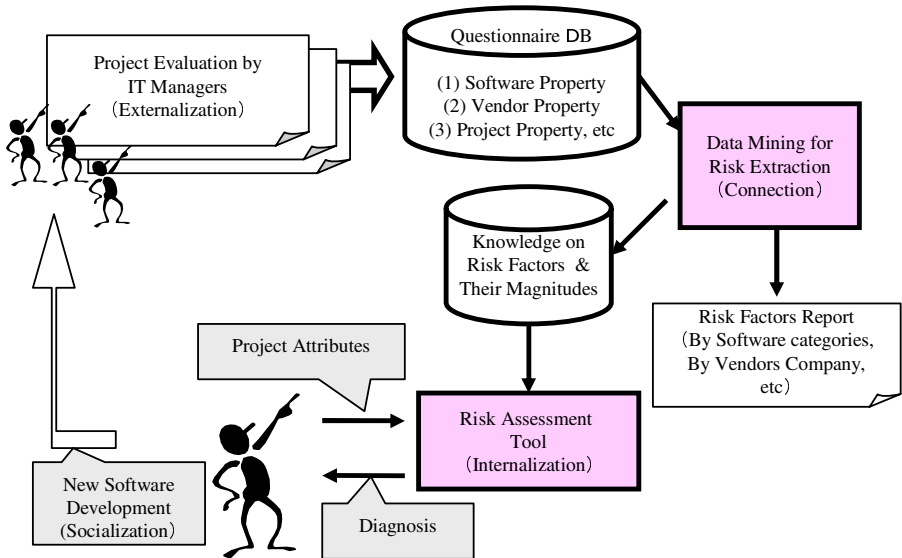 Project Evaluation by
IT Managers
（Externalization）
Questionnaire DB
(1) Software Property
(2) Vendor Property
(3) Project Property, etc
Data Mining for
Risk Extraction
（Connection）
Knowledge on
Risk Factors &
Their Magnitudes
Risk Factors Report
（By Software categories,
By Vendors Company,
etc）
Project Attributes
Risk Assessment
Tool
（Internalization）
New Software
Development
(Socialization）
Diagnosis